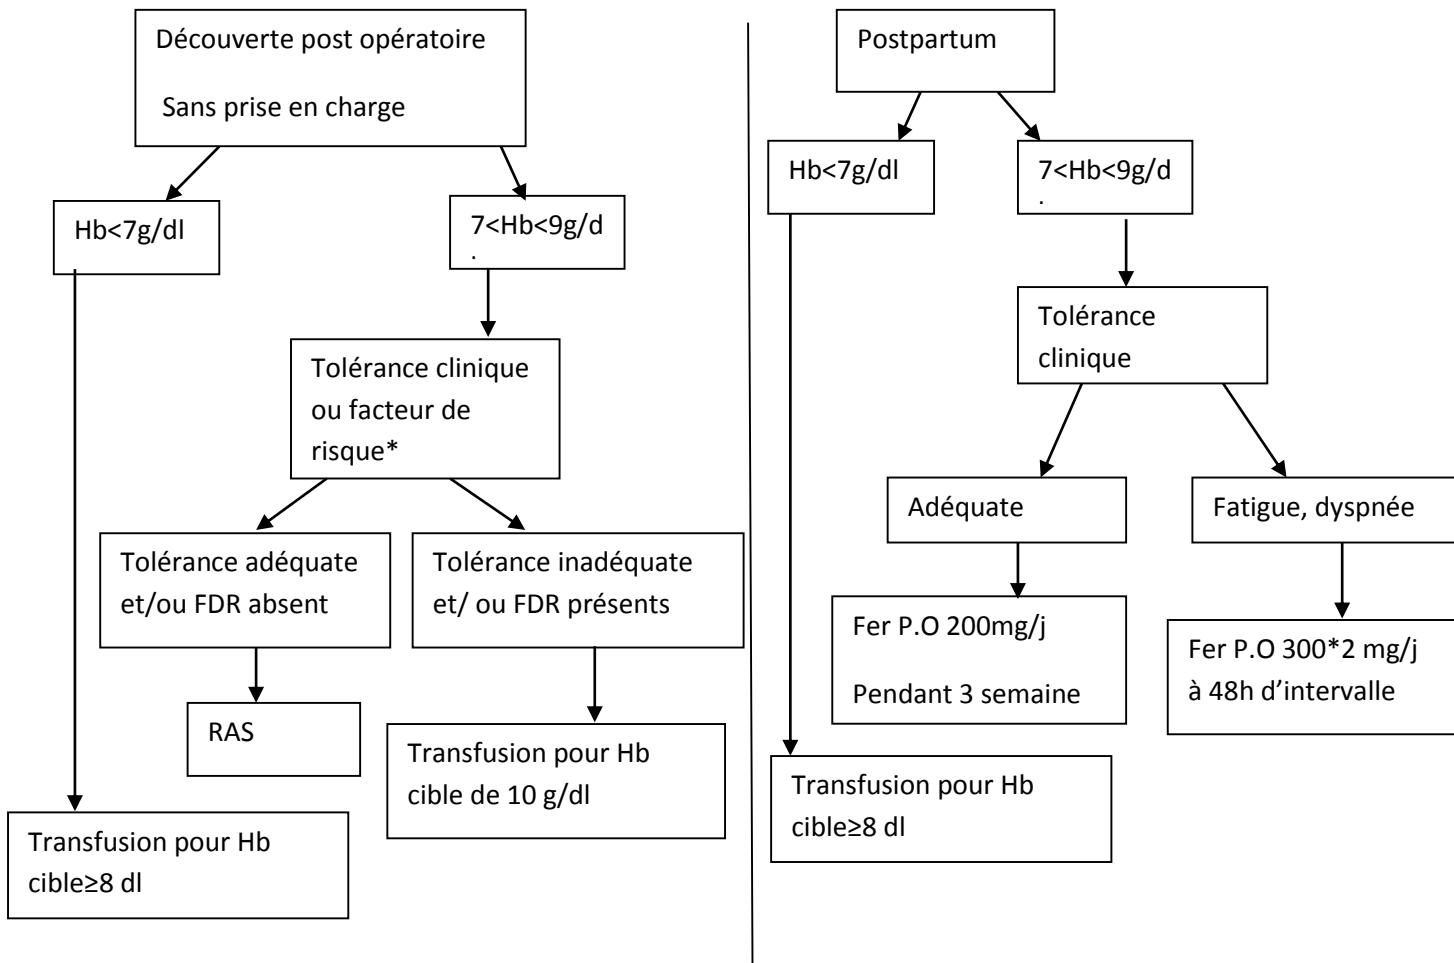 Découverte post opératoire
Sans prise en charge
Hb<7g/dl
7<Hb<9g/d
.
Tolérance clinique
ou facteur de
risque*
Tolérance adéquate
et/ou FDR absent
Tolérance inadéquate
et/ ou FDR présents
RAS
Transfusion pour Hb
cible de 10 g/dl
Transfusion pour Hb
cible≥8 dl
Postpartum
Hb<7g/dl
7<Hb<9g/d
.
Tolérance
clinique
Adéquate
Fatigue, dyspnée
Fer P.O 200mg/j
Pendant 3 semaine
Fer P.O 300*2 mg/j
à 48h d’intervalle
Transfusion pour Hb
cible≥8 dl